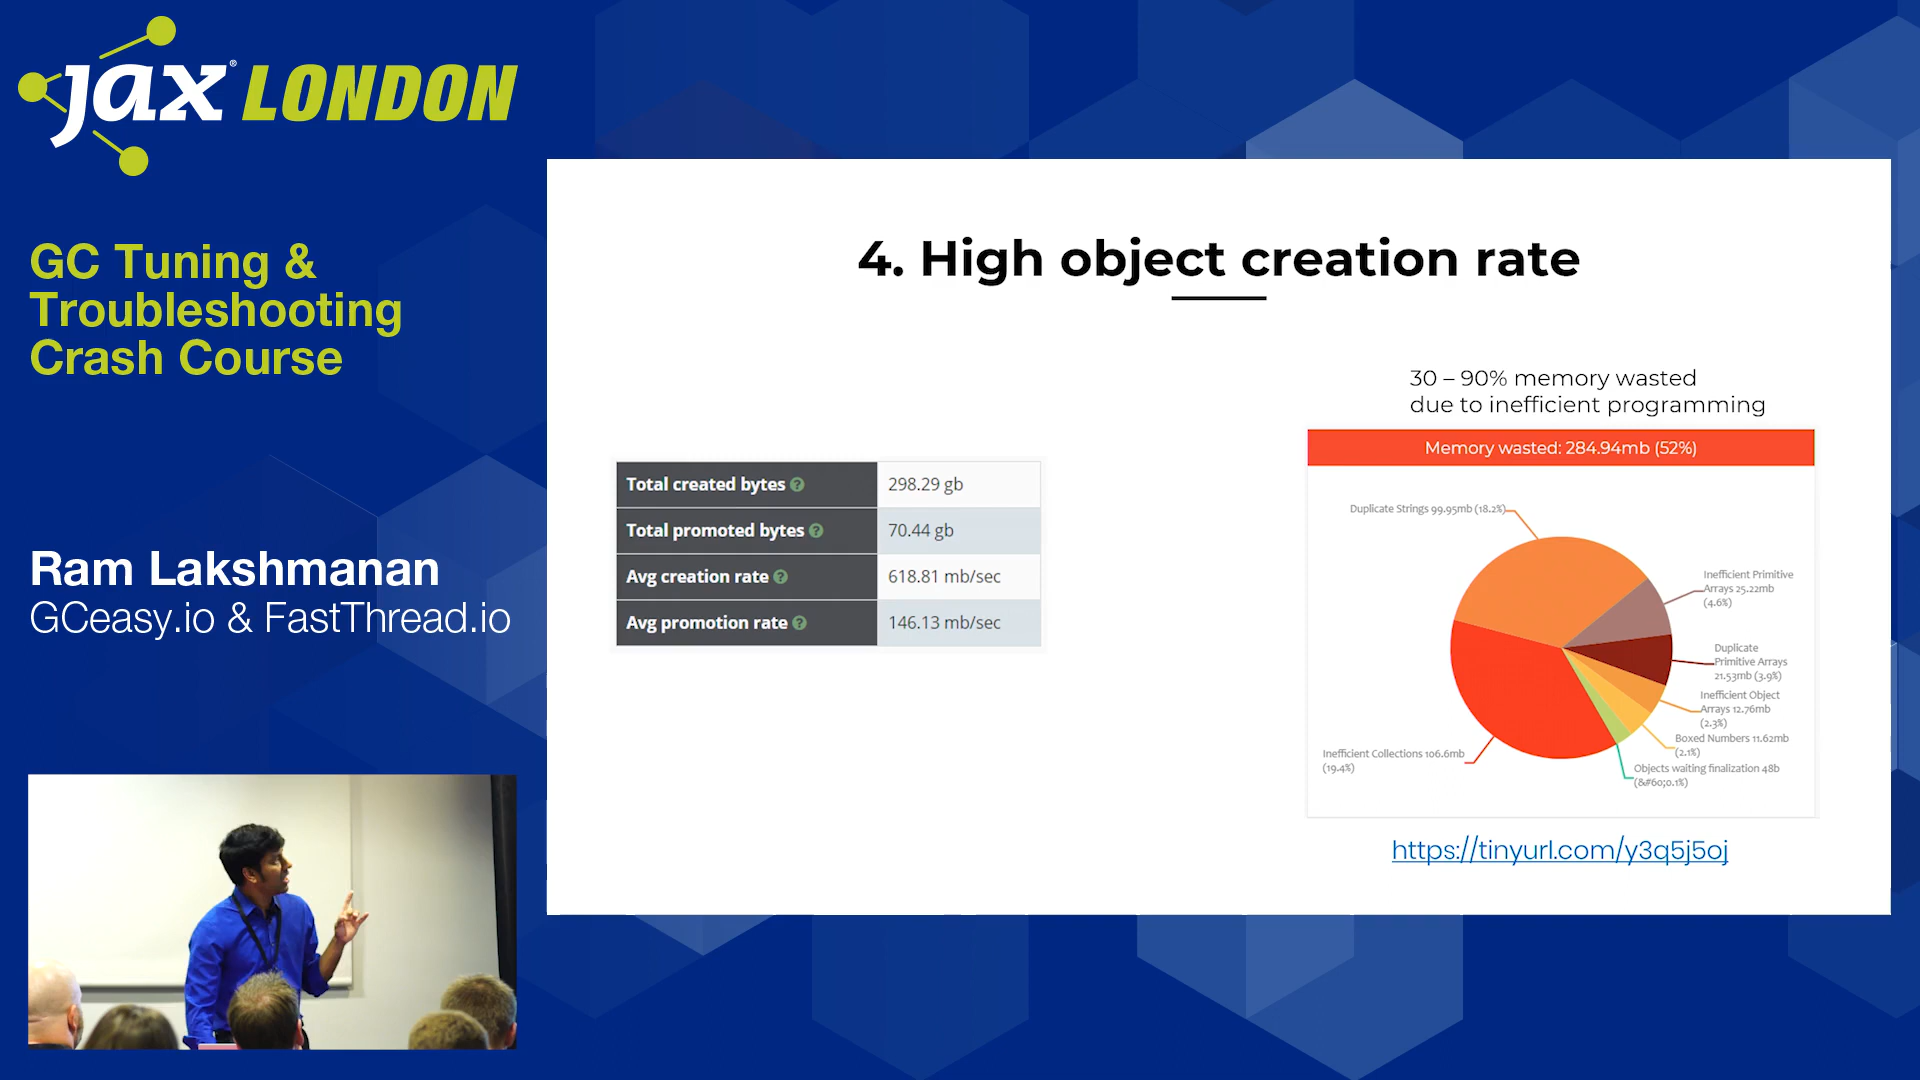 jax® LONDON
GC Tuning &
Troubleshooting
Crash Course
Ram Lakshmanan
GCeasy.io & FastThread.io
4. High object creation rate
Total created bytes ? 298.29 gb
Total promoted bytes ? 70.44 gb
Avg creation rate ? 618.81 mb/sec
Avg promotion rate ? 146.13 mb/sec
30 – 90% memory wasted
due to inefficient programming
Memory wasted: 284.94mb (52%)
Duplicate Strings 99.95mb (18.2%)
Inefficient Primitive
Arrays 25.22mb
(4.6%)
Duplicate
Primitive Arrays
21.53mb (3.9%)
Inefficient Object
Arrays 12.76mb
(2.3%)
Boxed Numbers 11.62mb
(2.1%)
Objects waiting finalization 48b
(&#60;0.1%)
Inefficient Collections 106.6mb
(19.4%)
https://tinyurl.com/y3q5j5oj